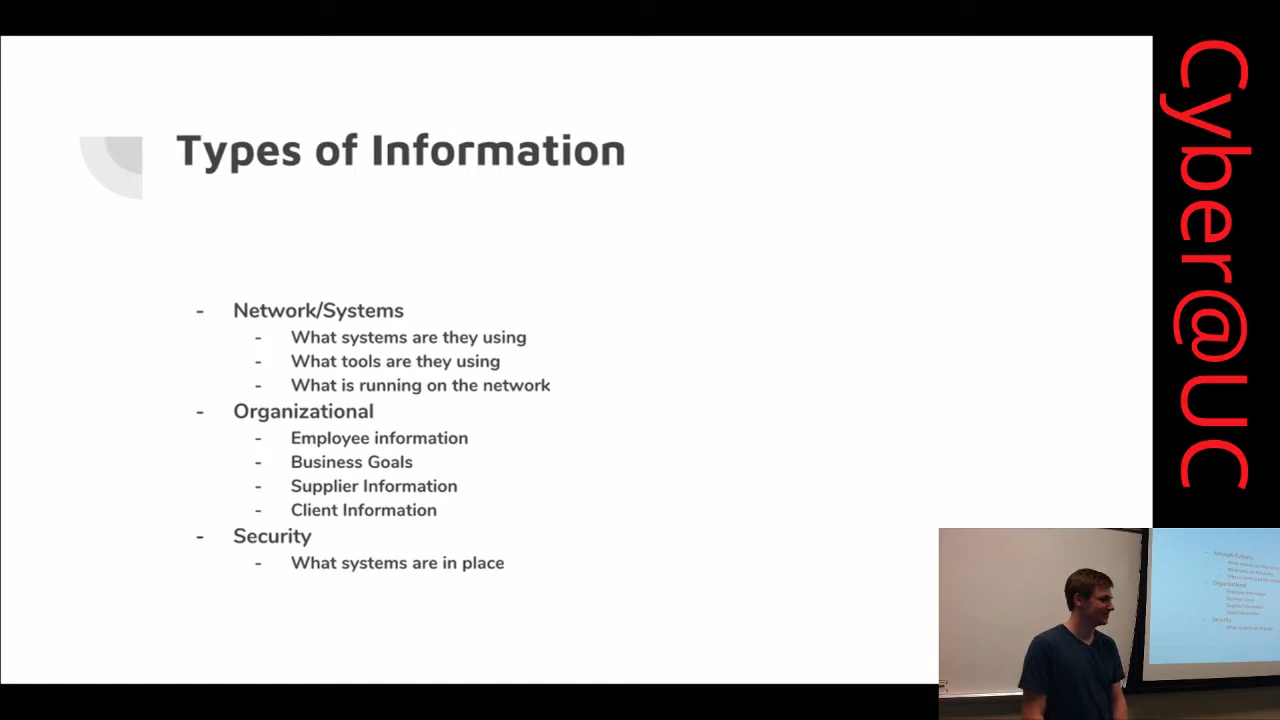 Types of Information
- Network/Systems
- What systems are they using
- What tools are they using
- What is running on the network
- Organizational
- Employee information
- Business Goals
- Supplier Information
- Client Information
- Security
- What systems are in place
Cyber@UC